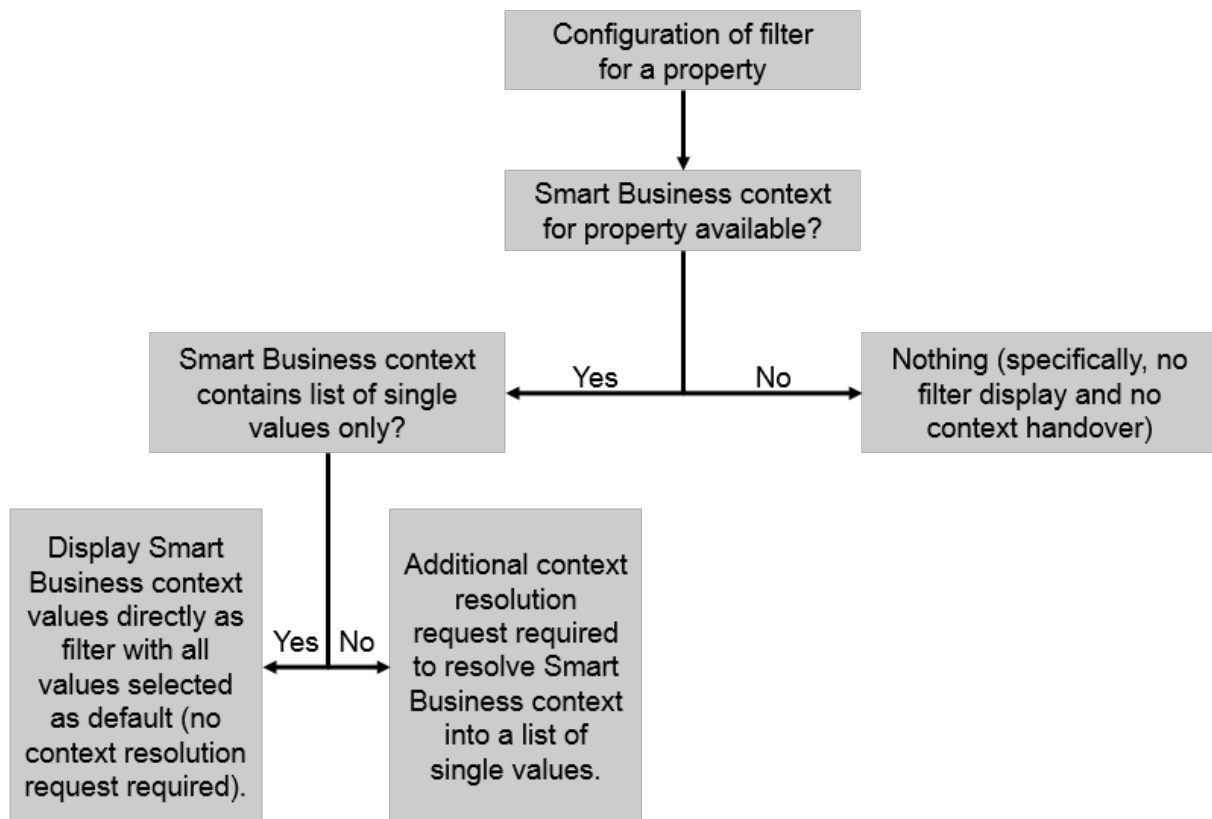 Configuration of filter
for a property
Smart Business context
for property available?
Smart Business context
contains list of single
values only?
Yes
No
Nothing (specifically, no
filter display and no
context handover)
Display Smart
Business context
values directly as
filter with all
values selected
as default (no
context resolution
request required).
Yes
No
Additional context
resolution
request required
to resolve Smart
Business context
into a list of
single values.